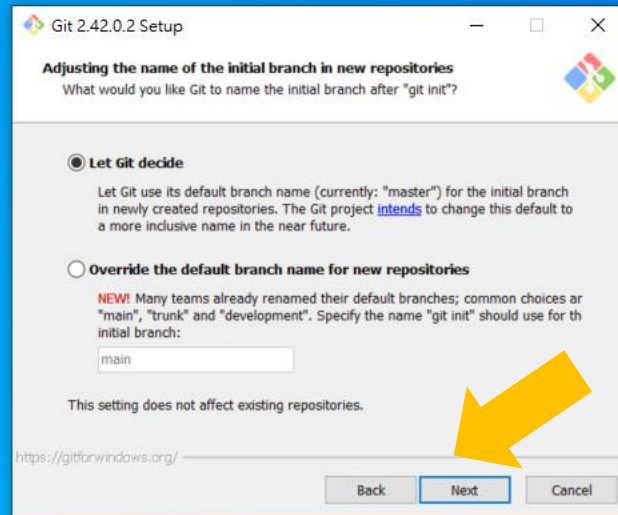 Git 2.42.0.2 Setup
Adjusting the name of the initial branch in new repositories
What would you like Git to name the initial branch after "git init"?
Let Git decide
Let Git use its default branch name (currently: "master") for the initial branch
in newly created repositories. The Git project intends to change this default to
a more inclusive name in the near future.
Override the default branch name for new repositories
NEW! Many teams already renamed their default branches; common choices ar
"main", "trunk" and "development". Specify the name "git init" should use for th
initial branch:
main
This setting does not affect existing repositories.
https://gitforwindows.org/
Back Next Cancel